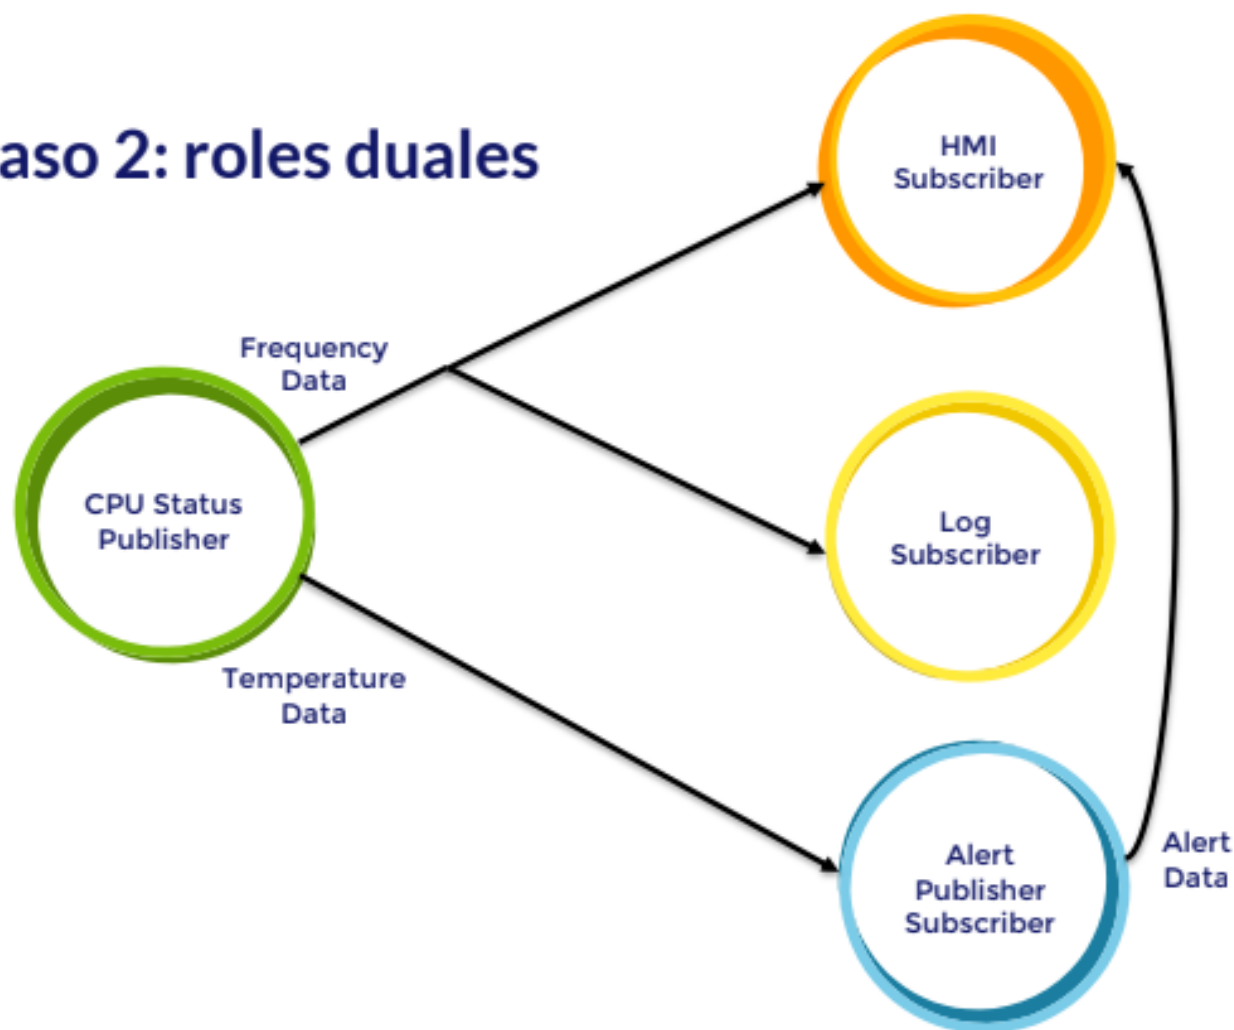 aso 2: roles duales
HMI
Subscriber
Frequency
Data
CPU Status
Publisher
Log
Subscriber
Temperature
Data
Alert
Publisher
Subscriber
Alert
Data